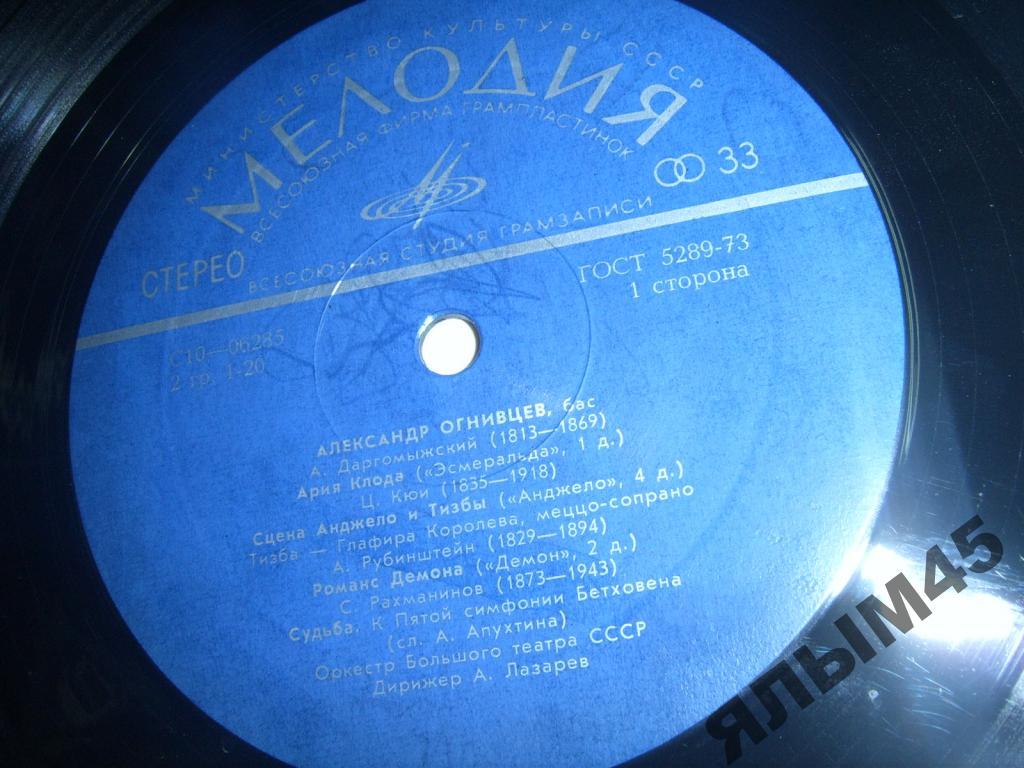 МИНИСТЕРСТВО КУЛЬТУРЫ СССР
МЕЛОДИЯ
ВСЕСОЮЗНАЯ ФИРМА ГРАМПЛАСТИНОК
33
СТЕРЕО
ВСЕСОЮЗНАЯ СТУДИЯ ГРАМЗАПИСИ
ГОСТ 5289-73
1 сторона
С10—06285
2 гр. 1-20
АЛЕКСАНДР ОГНИВЦЕВ, бас
А. Даргомыжский (1813—1869)
Ария Клода («Эсмеральда», 1 д.)
Ц. Кюи (1835—1918)
Сцена Анджело и Тизбы («Анджело», 4 д.)
Тизба — Глафира Королева, меццо-сопрано
А. Рубинштейн (1829—1894)
Романс Демона («Демон», 2 д.)
С. Рахманинов (1873—1943)
Судьба. К Пятой симфонии Бетховена
(сл. А. Апухтина)
Оркестр Большого театра СССР
Дирижер А. Лазарев
ЯЛЫМ45